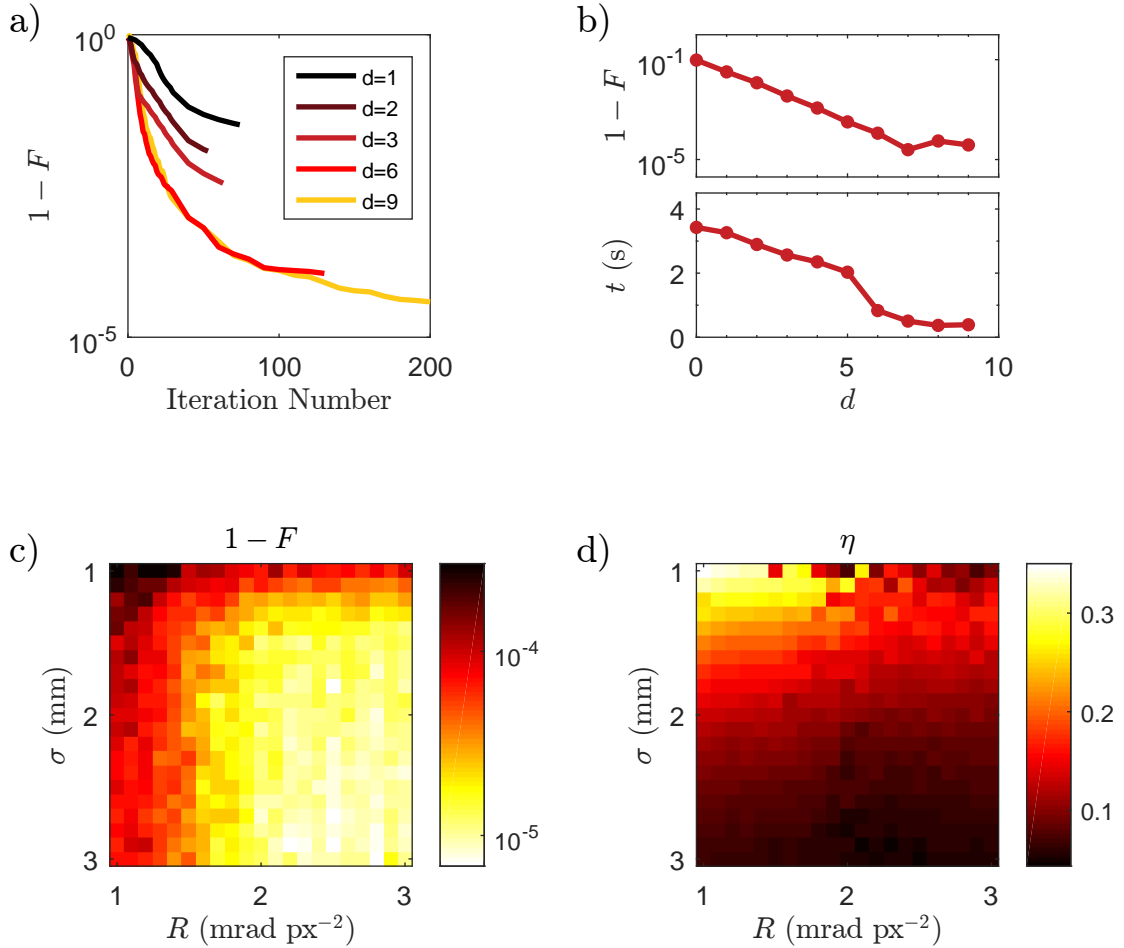 a)
10⁰
1 − F
10⁻⁵
0
100
200
Iteration Number
d=1
d=2
d=3
d=6
d=9
b)
10⁻¹
1 − F
10⁻⁵
4
2
0
t (s)
0
5
10
d
c)
1 − F
1
2
3
σ (mm)
1
2
3
R (mrad px⁻²)
10⁻⁴
10⁻⁵
d)
η
1
2
3
σ (mm)
1
2
3
R (mrad px⁻²)
0.3
0.2
0.1